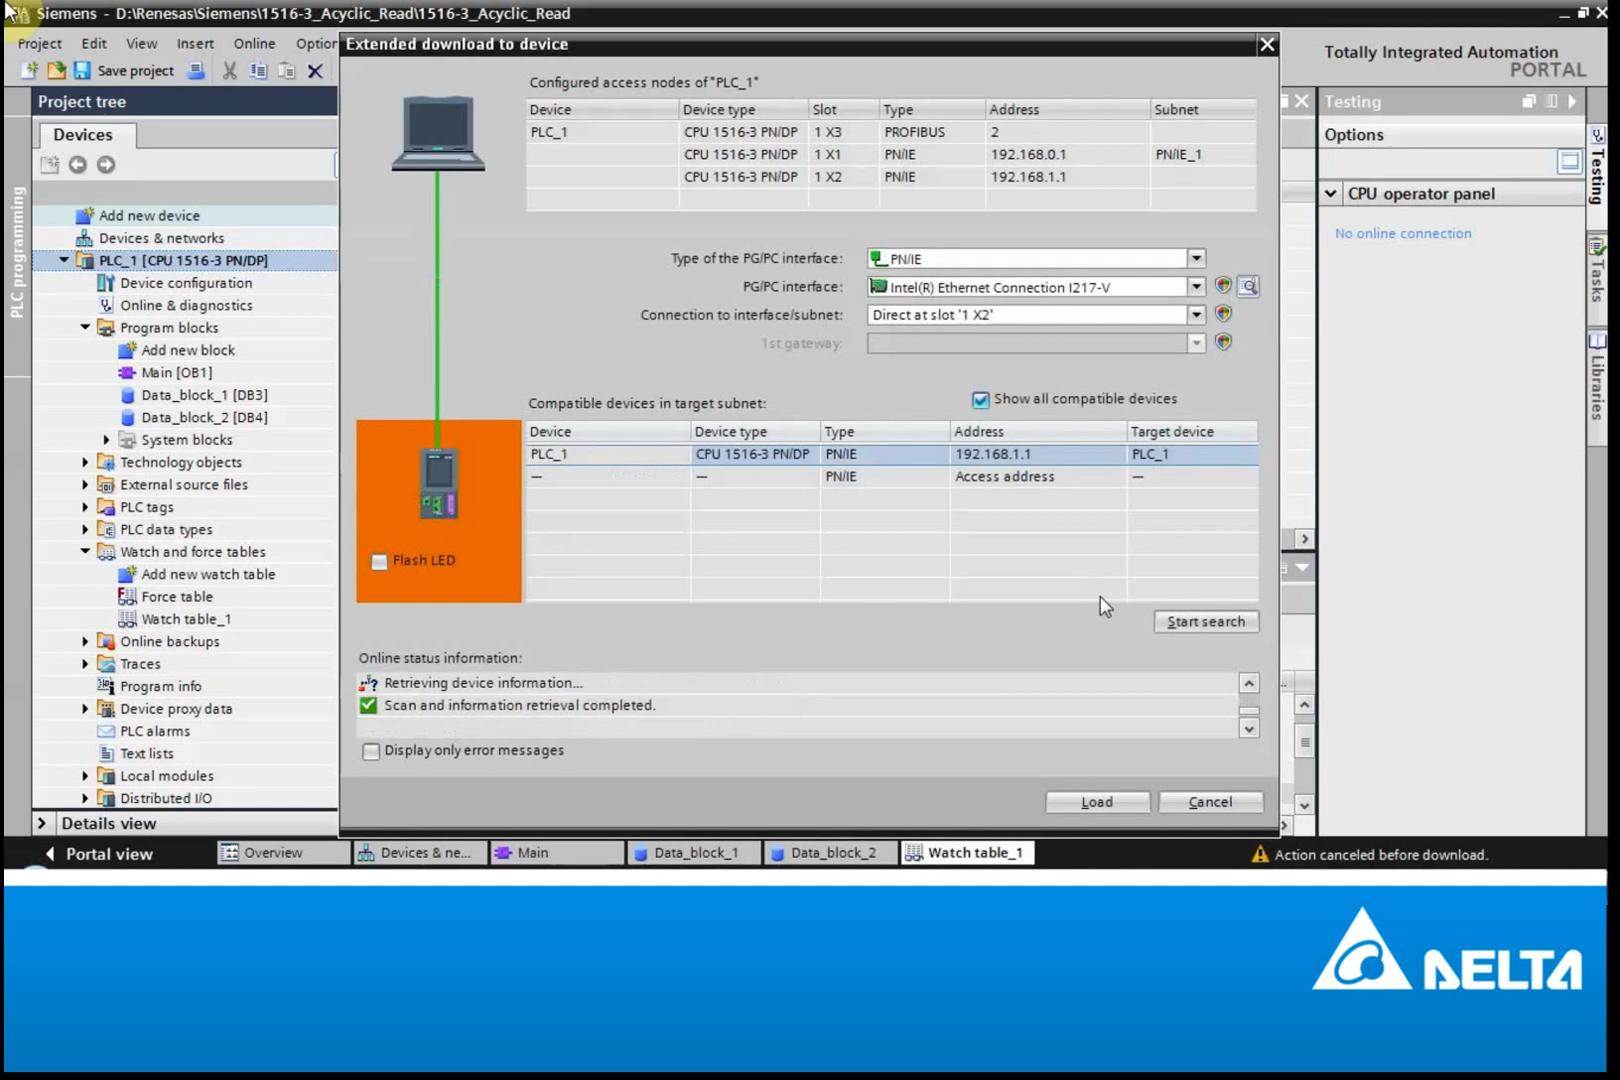 Siemens - D:\Renesas\Siemens\1516-3_Acyclic_Read\1516-3_Acyclic_Read
Project Edit View Insert Online Option
Save project
Totally Integrated Automation
PORTAL
Project tree
Devices
PLC programming
Add new device
Devices & networks
PLC_1 [CPU 1516-3 PN/DP]
Device configuration
Online & diagnostics
Program blocks
Add new block
Main [OB1]
Data_block_1 [DB3]
Data_block_2 [DB4]
System blocks
Technology objects
External source files
PLC tags
PLC data types
Watch and force tables
Add new watch table
Force table
Watch table_1
Online backups
Traces
Program info
Device proxy data
PLC alarms
Text lists
Local modules
Distributed I/O
Details view
Extended download to device
Configured access nodes of "PLC_1"
Device Device type Slot Type Address Subnet
PLC_1 CPU 1516-3 PN/DP 1 X3 PROFIBUS 2
CPU 1516-3 PN/DP 1 X1 PN/IE 192.168.0.1 PN/IE_1
CPU 1516-3 PN/DP 1 X2 PN/IE 192.168.1.1
Type of the PG/PC interface: PN/IE
PG/PC interface: Intel(R) Ethernet Connection I217-V
Connection to interface/subnet: Direct at slot '1 X2'
1st gateway:
Compatible devices in target subnet: Show all compatible devices
Device Device type Type Address Target device
PLC_1 CPU 1516-3 PN/DP PN/IE 192.168.1.1 PLC_1
— — PN/IE Access address —
Flash LED
Start search
Online status information:
Retrieving device information...
Scan and information retrieval completed.
Display only error messages
Load Cancel
Testing
Options
CPU operator panel
No online connection
Testing
Tasks
Libraries
Portal view Overview Devices & ne... Main Data_block_1 Data_block_2 Watch table_1 Action canceled before download.
DELTA